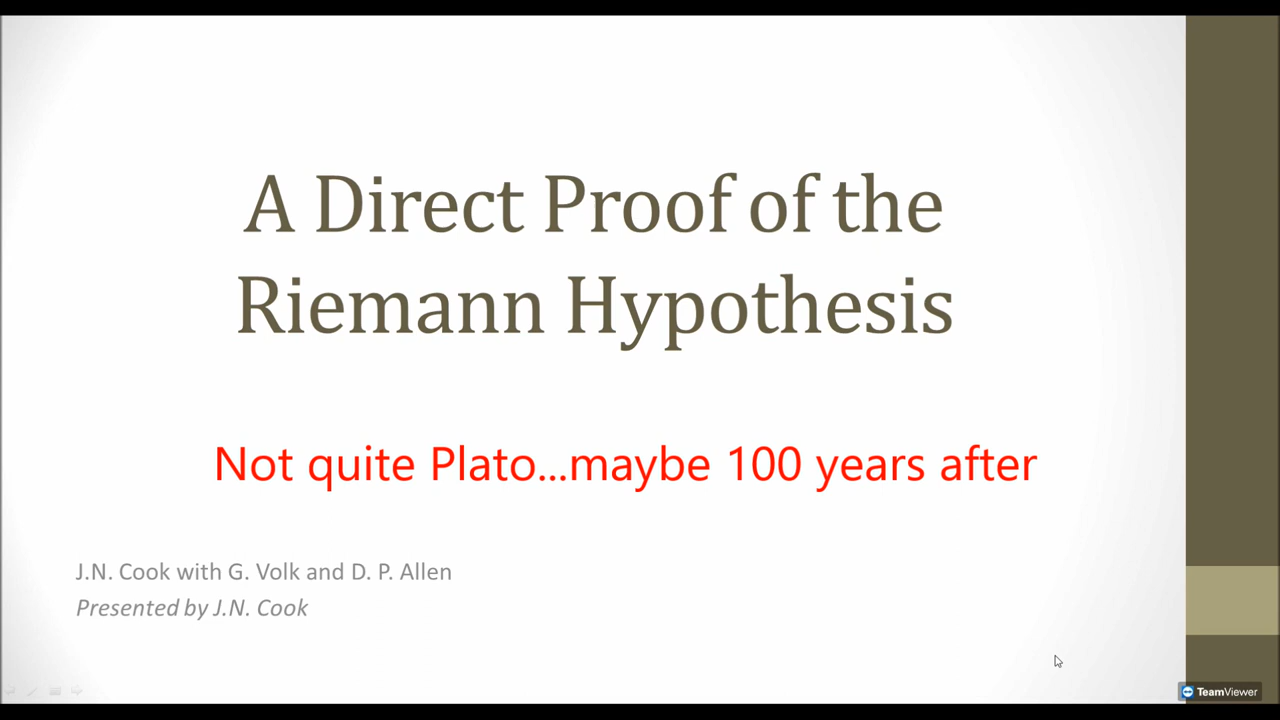 A Direct Proof of the
Riemann Hypothesis
Not quite Plato...maybe 100 years after
J.N. Cook with G. Volk and D. P. Allen
Presented by J.N. Cook
TeamViewer